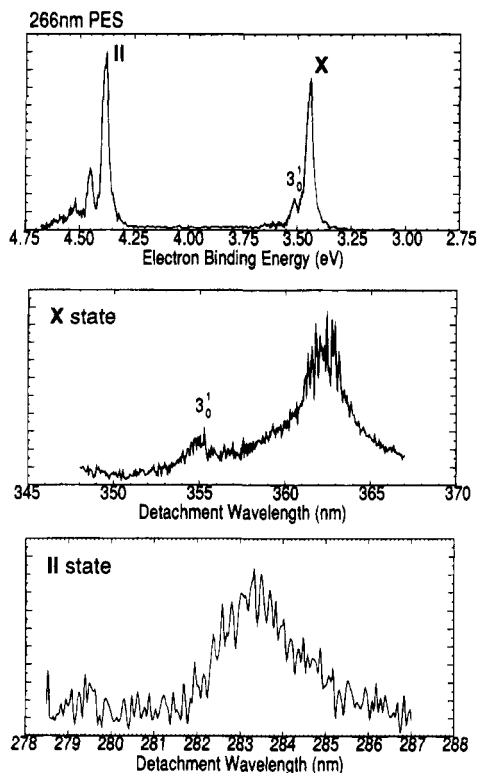 266nm PES
II
X
3₀¹
4.75 4.50 4.25 4.00 3.75 3.50 3.25 3.00 2.75
Electron Binding Energy (eV)
X state
3₀¹
345 350 355 360 365 370
Detachment Wavelength (nm)
II state
278 279 280 281 282 283 284 285 286 287 288
Detachment Wavelength (nm)